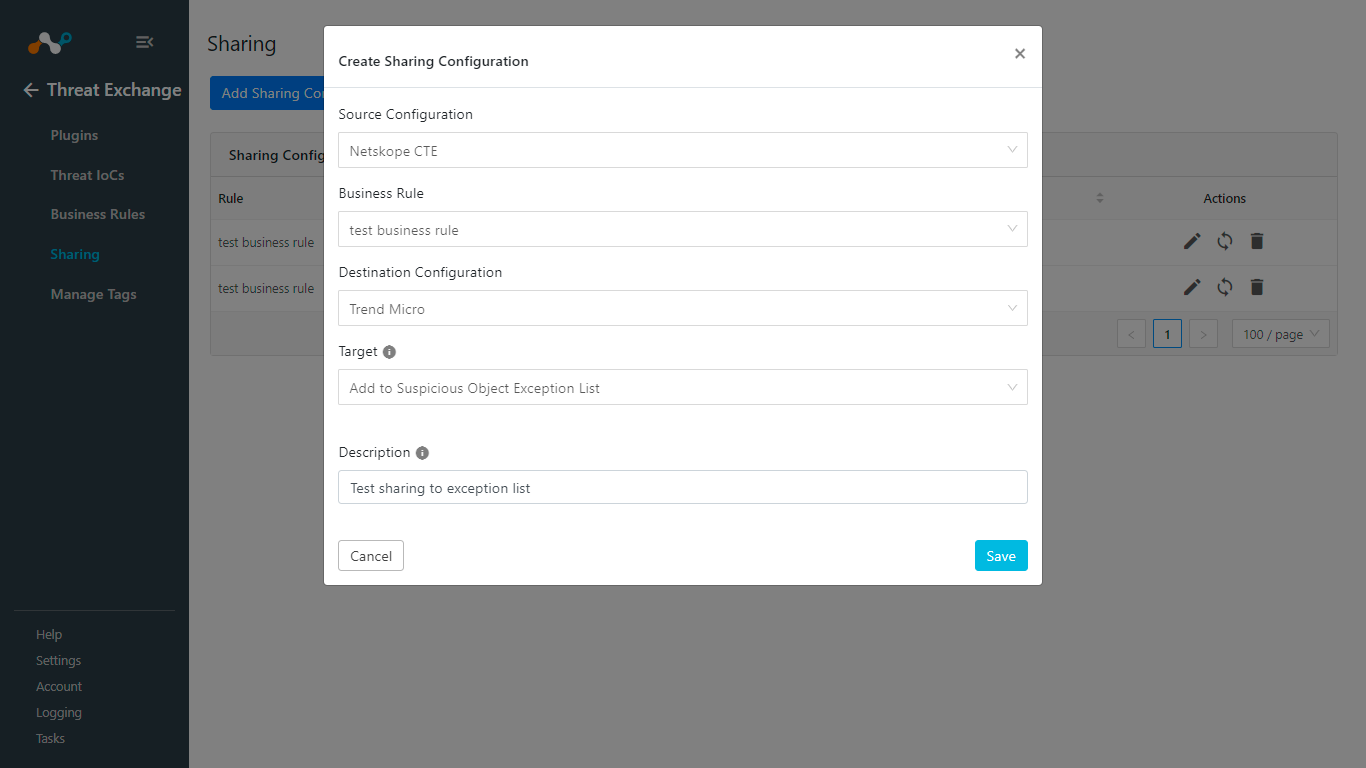 Threat Exchange
Plugins
Threat IoCs
Business Rules
Sharing
Manage Tags
Help
Settings
Account
Logging
Tasks
Sharing
Add Sharing Co
Sharing Config
Rule
Actions
test business rule
test business rule
<
1
>
100 / page
Create Sharing Configuration
×
Source Configuration
Netskope CTE
Business Rule
test business rule
Destination Configuration
Trend Micro
Target
Add to Suspicious Object Exception List
Description
Test sharing to exception list
Cancel
Save